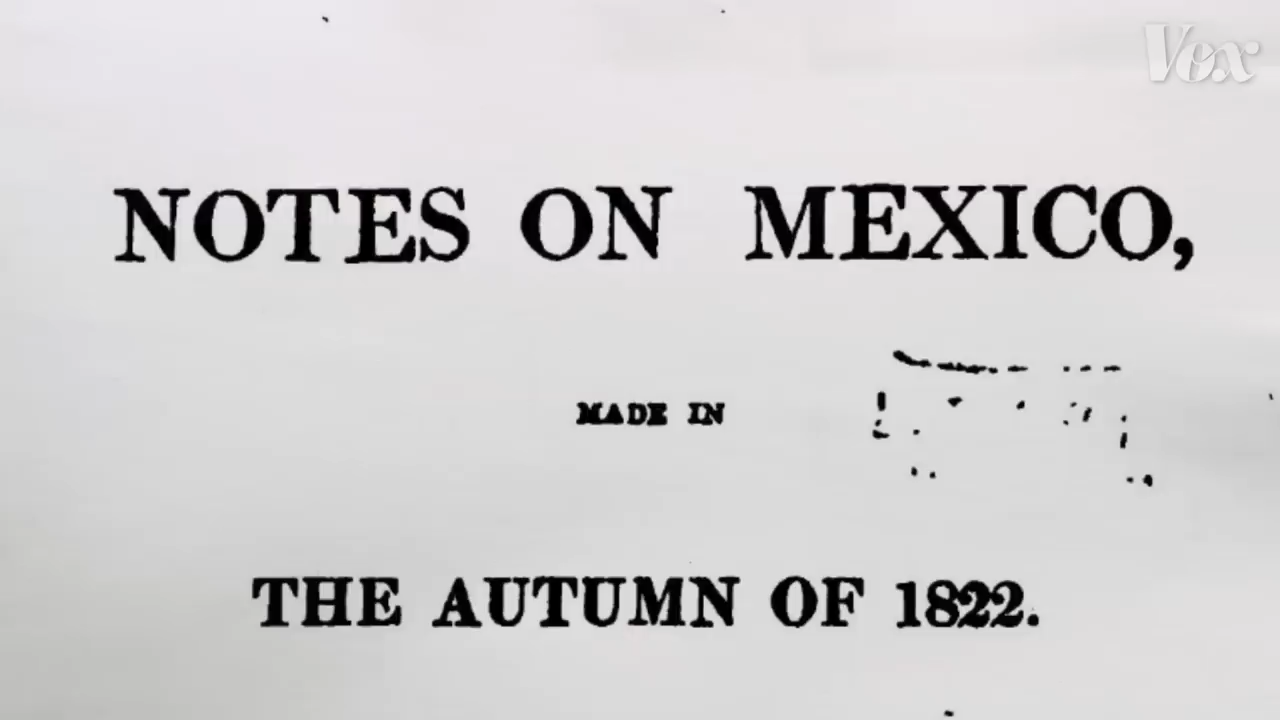 Vox
NOTES ON MEXICO,
MADE IN
THE AUTUMN OF 1822.